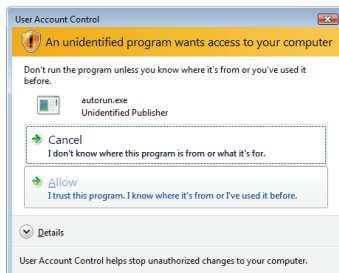 User Account Control
An unidentified program wants access to your computer
Don't run the program unless you know where it's from or you've used it
before.
autorun.exe
Unidentified Publisher
Cancel
I don't know where this program is from or what it's for.
Allow
I trust this program. I know where it's from or I've used it before.
Details
User Account Control helps stop unauthorized changes to your computer.